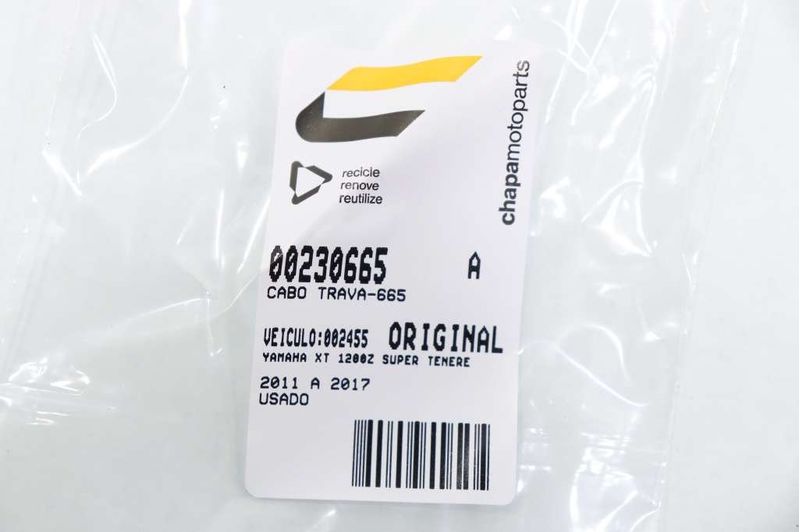 chapamotoparts
recicle
renove
reutilize
00230665 A
CABO TRAVA-665
VEICULO:002455 ORIGINAL
YAMAHA XT 1200Z SUPER TENERE
2011 A 2017
USADO